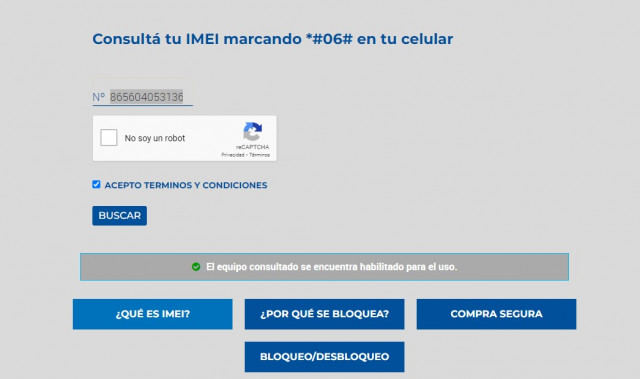 Consultá tu IMEI marcando *#06# en tu celular
Nº 865604053136
No soy un robot
reCAPTCHA
Privacidad - Términos
ACEPTO TERMINOS Y CONDICIONES
BUSCAR
El equipo consultado se encuentra habilitado para el uso.
¿QUÉ ES IMEI?
¿POR QUÉ SE BLOQUEA?
COMPRA SEGURA
BLOQUEO/DESBLOQUEO